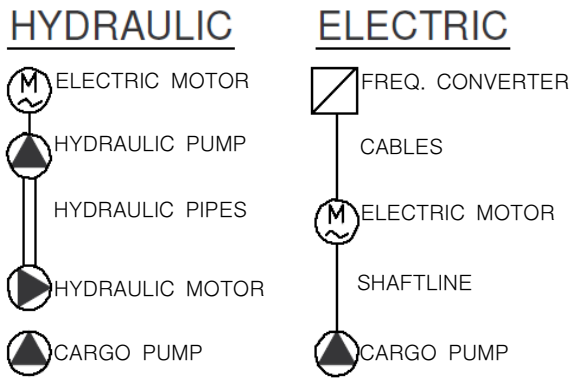 HYDRAULIC
M
ELECTRIC MOTOR
HYDRAULIC PUMP
HYDRAULIC PIPES
HYDRAULIC MOTOR
CARGO PUMP
ELECTRIC
FREQ. CONVERTER
CABLES
M
ELECTRIC MOTOR
SHAFTLINE
CARGO PUMP